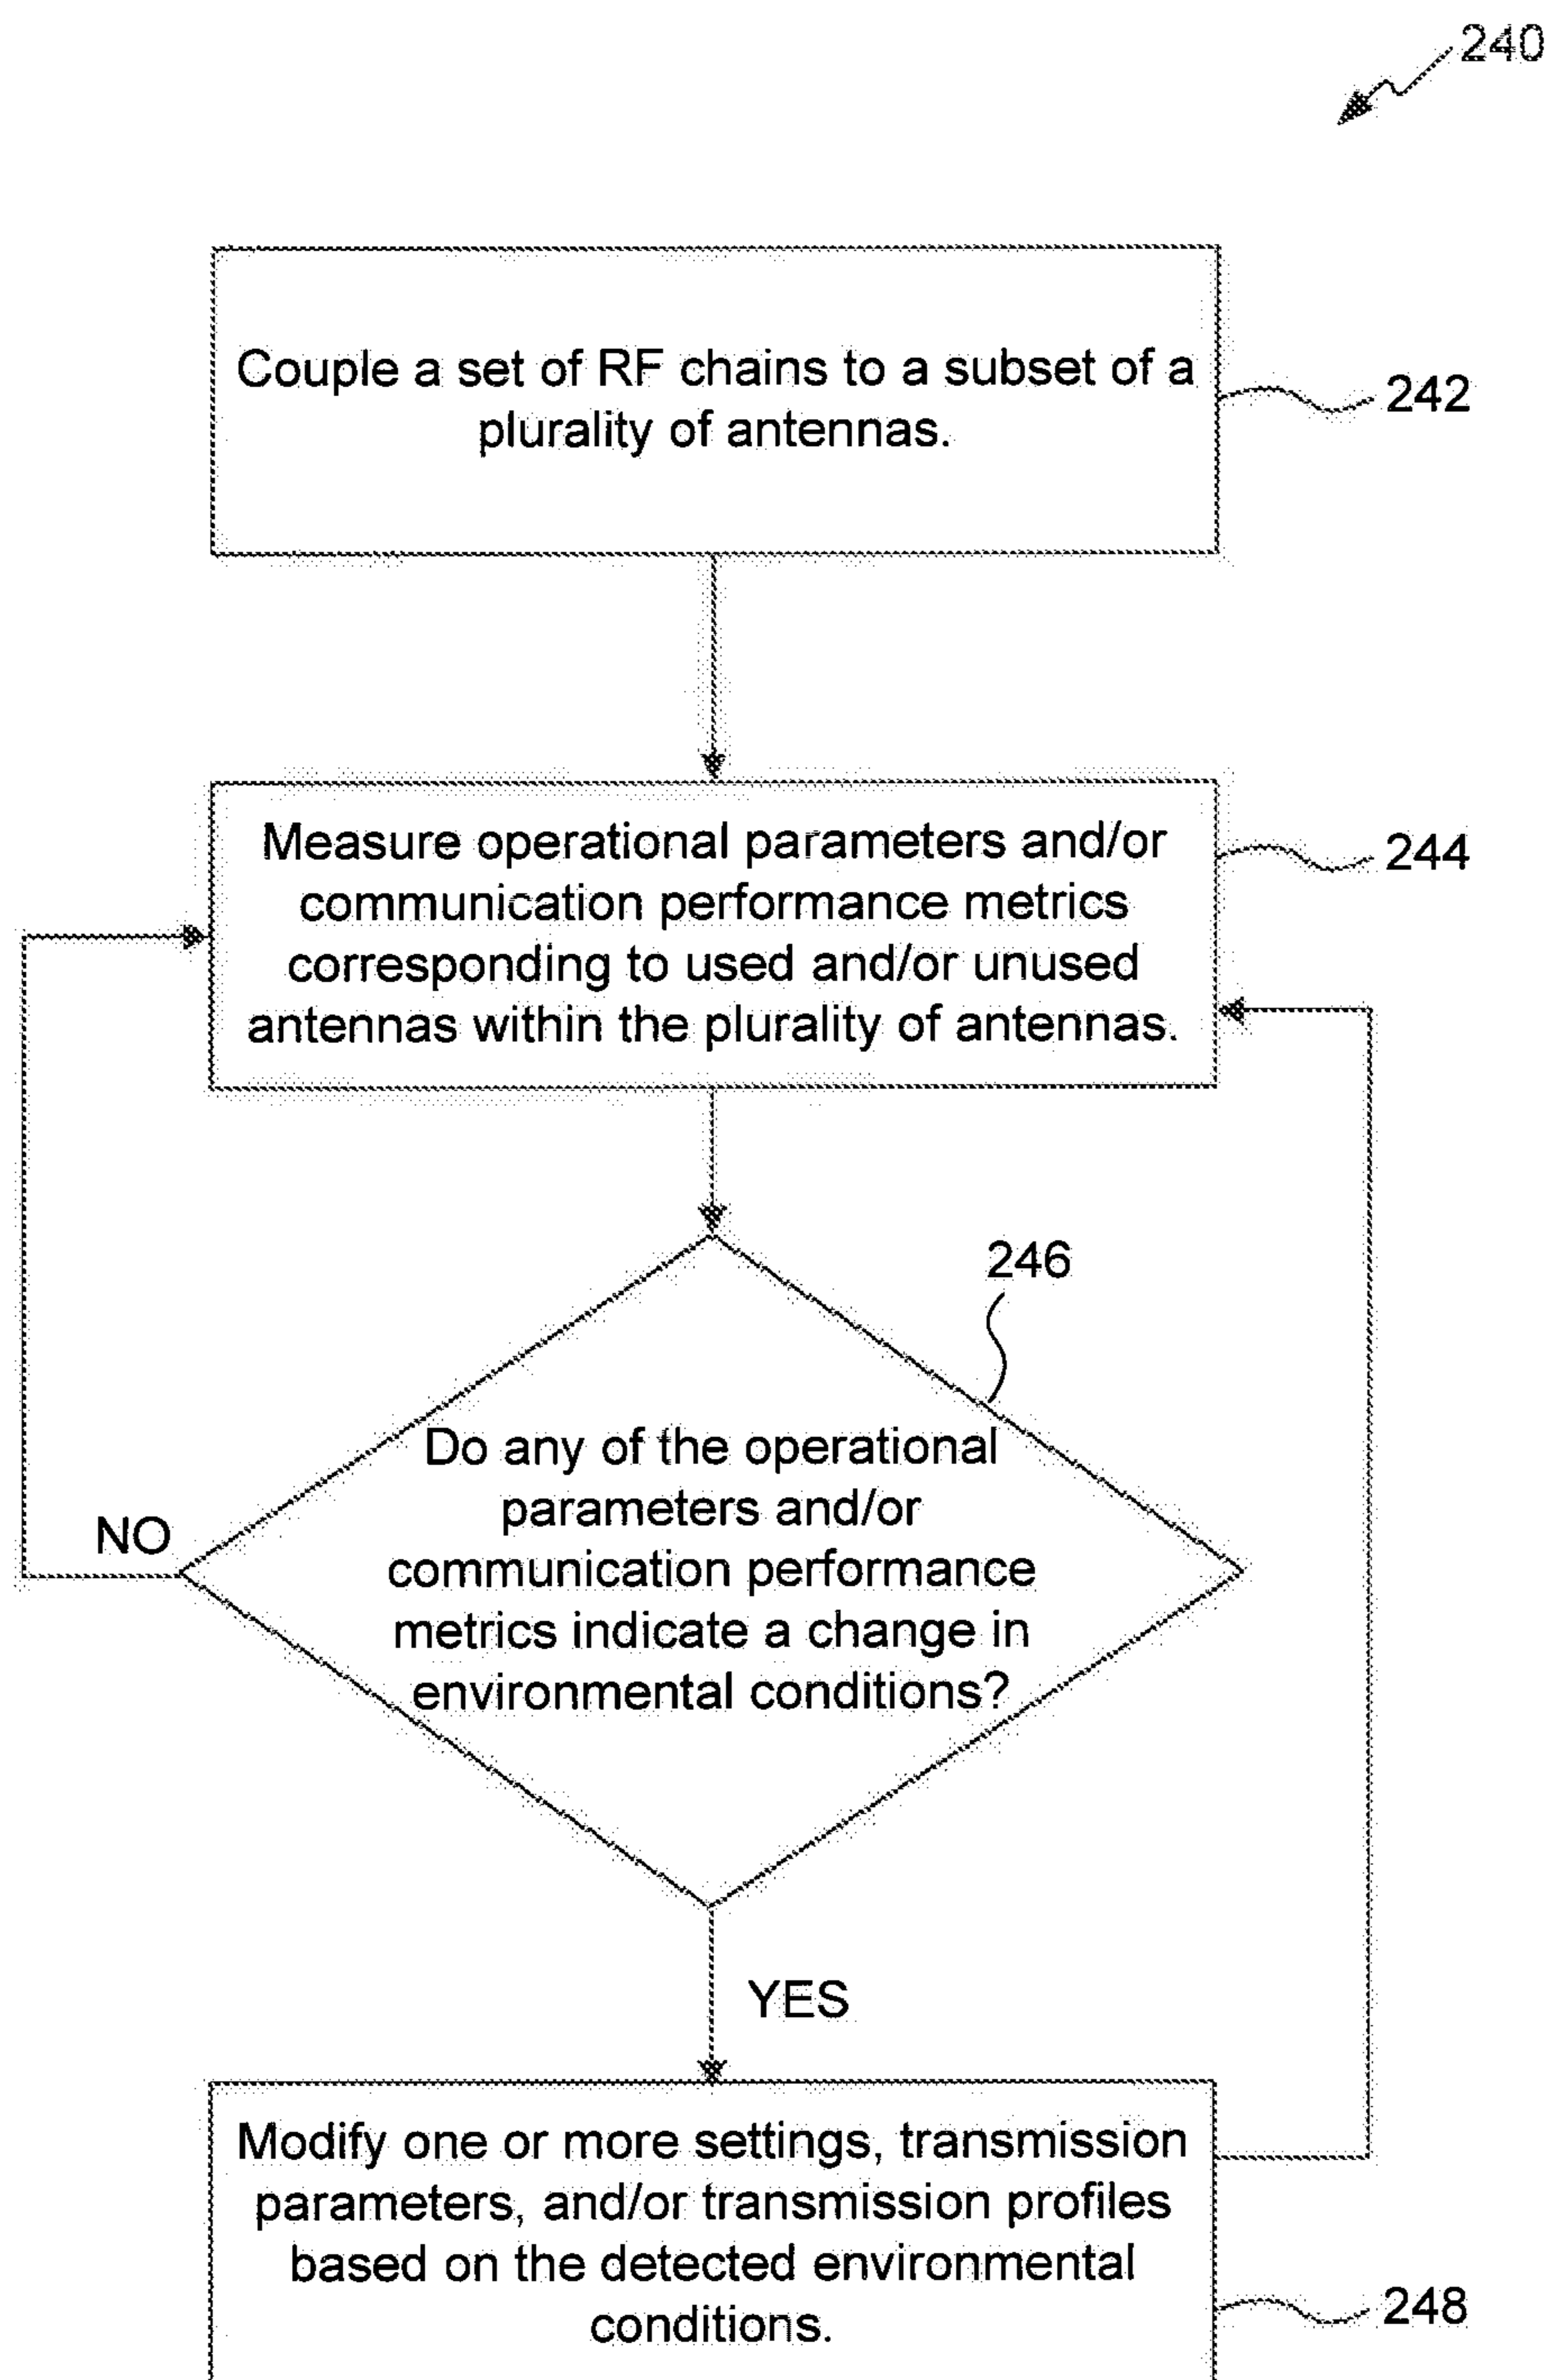 240
Couple a set of RF chains to a subset of a
plurality of antennas.
242
Measure operational parameters and/or
communication performance metrics
corresponding to used and/or unused
antennas within the plurality of antennas.
244
246
Do any of the operational
parameters and/or
communication performance
metrics indicate a change in
environmental conditions?
NO
YES
Modify one or more settings, transmission
parameters, and/or transmission profiles
based on the detected environmental
conditions.
248